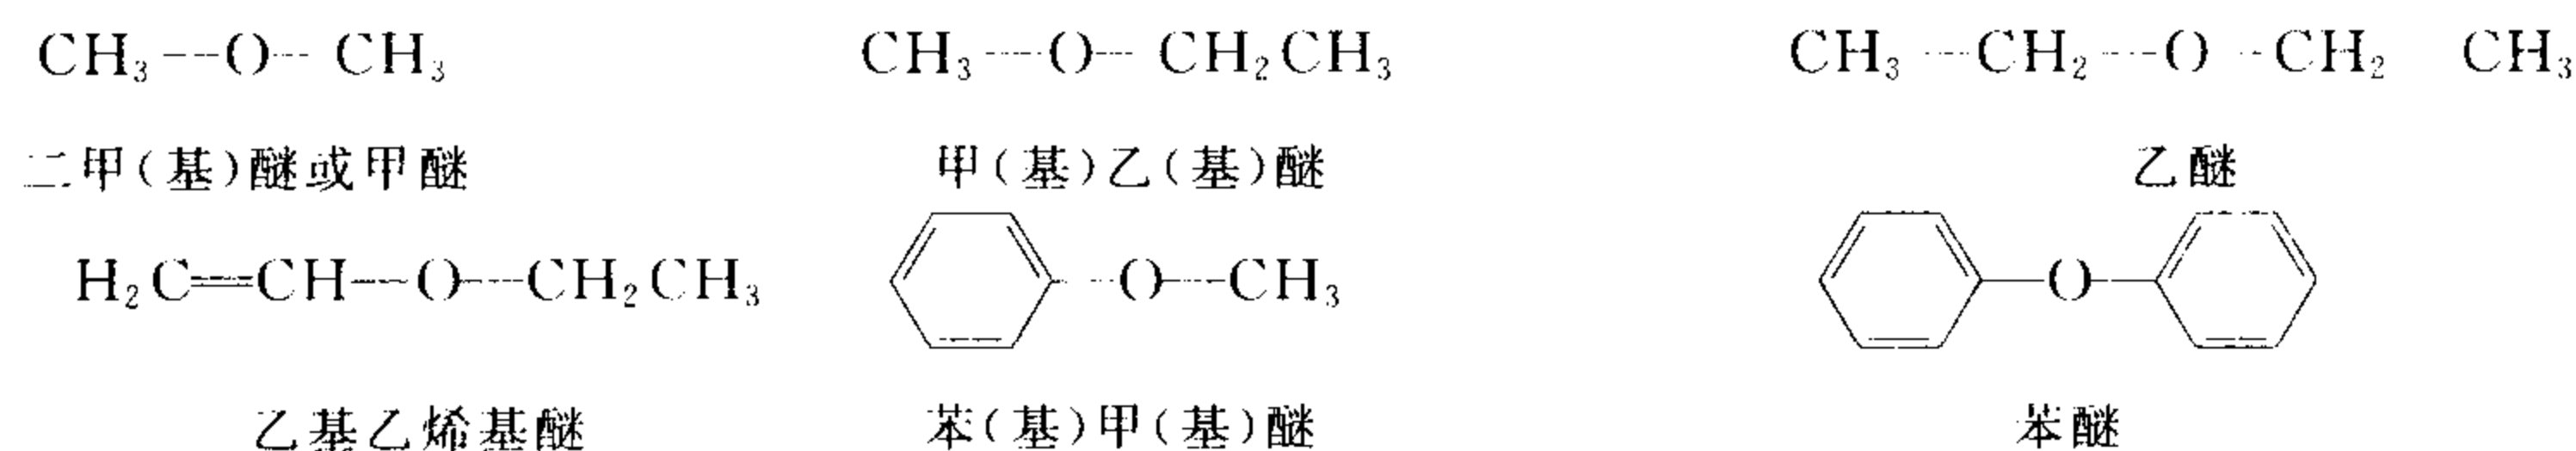 CH₃—O—CH₃ CH₃—O—CH₂CH₃ CH₃—CH₂—O—CH₂ CH₃
二甲(基)醚或甲醚 甲(基)乙(基)醚 乙醚
H₂C=CH—O—CH₂CH₃ —O—CH₃ —O—
乙基乙烯基醚 苯(基)甲(基)醚 苯醚